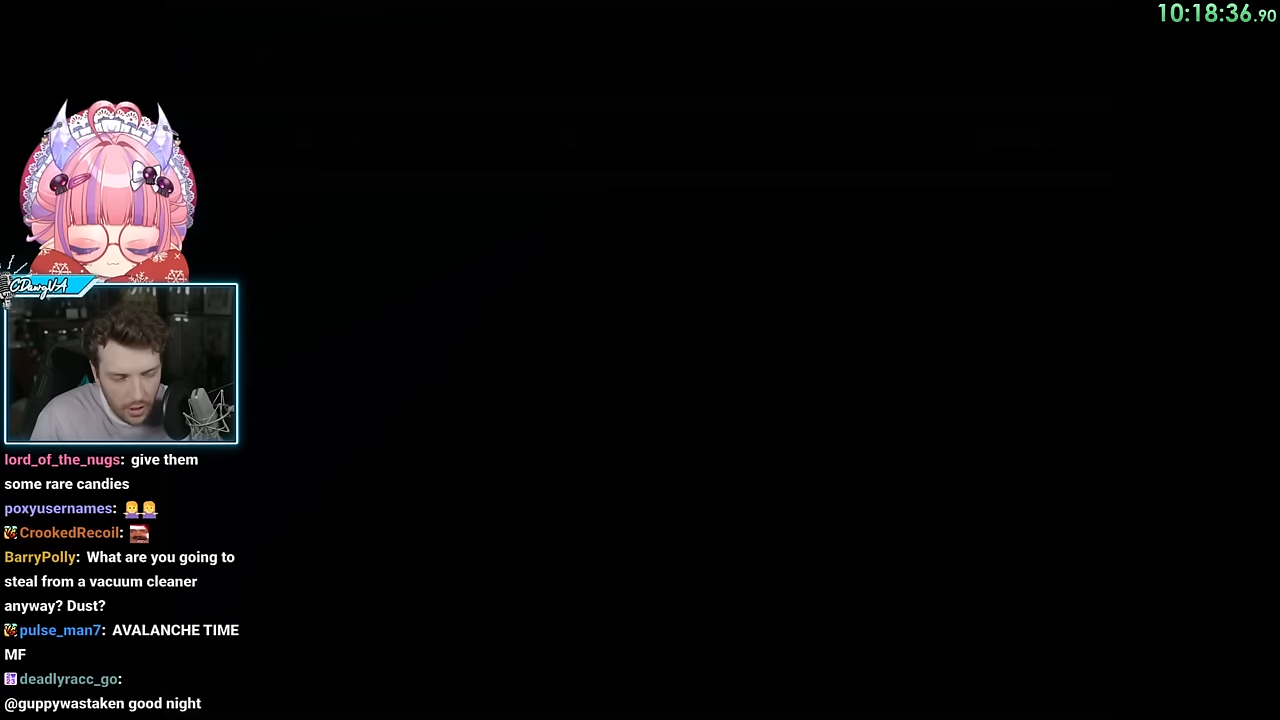 10:18:36.90
CDawgVA
lord_of_the_nugs: give them
some rare candies
poxyusernames:
CrookedRecoil:
BarryPolly: What are you going to
steal from a vacuum cleaner
anyway? Dust?
pulse_man7: AVALANCHE TIME
MF
deadlyracc_go:
@guppywastaken good night